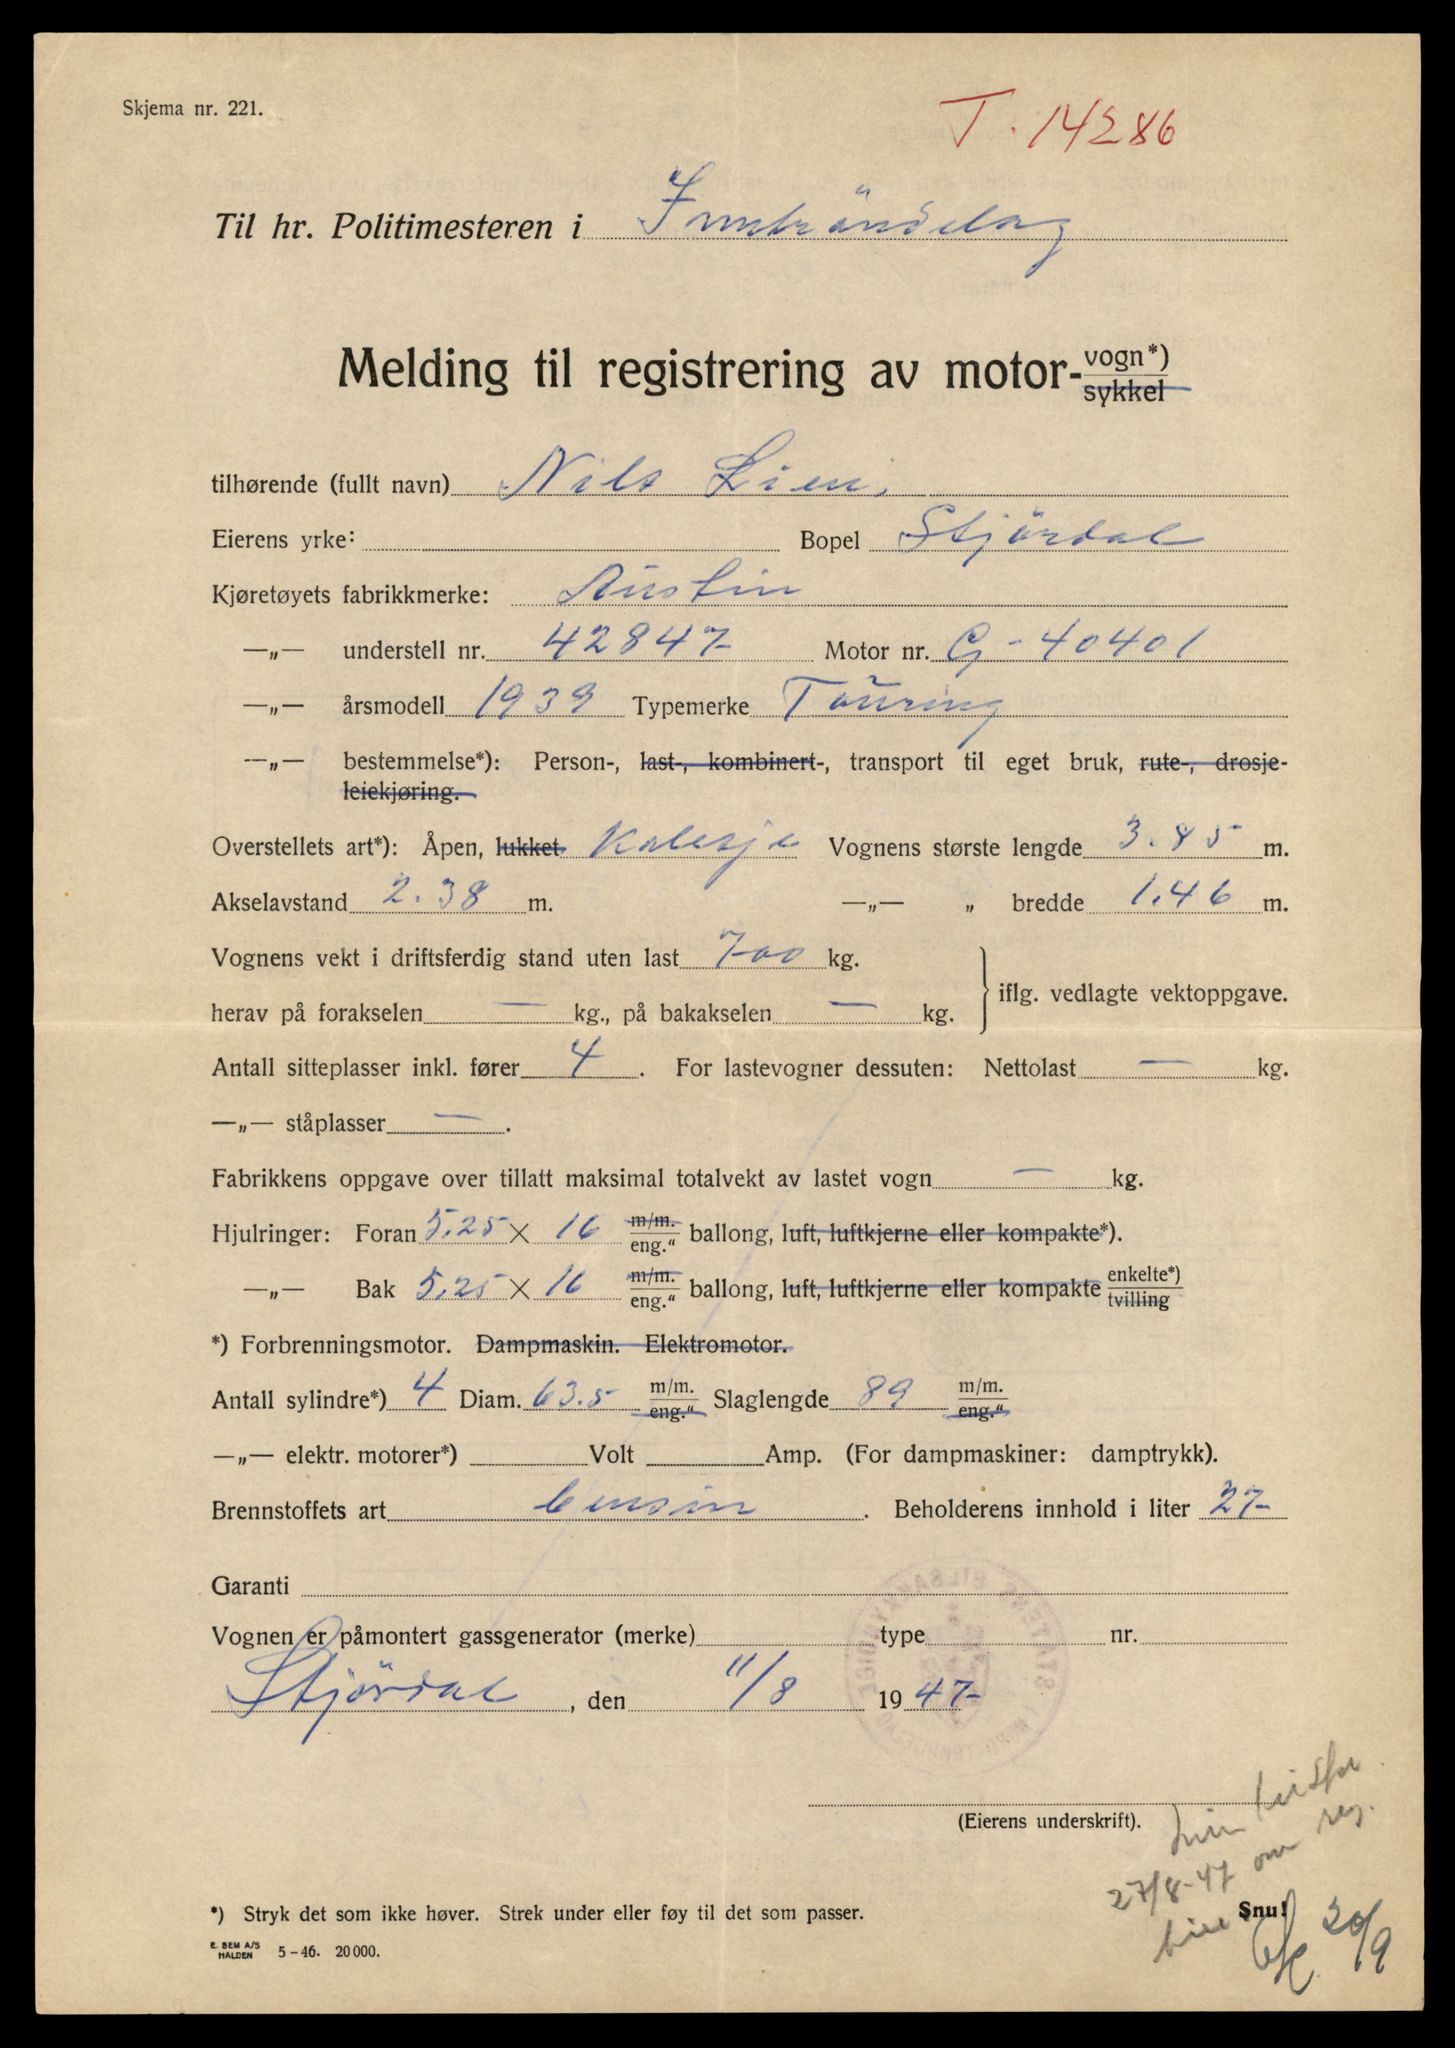 Skjema nr. 221.
T. 14286
Til hr. Politimesteren i Inntröndelag
Melding til registrering av motor- vogn*) sykkel
tilhørende (fullt navn) Nils Lien.
Eierens yrke: Bopel Stjördal
Kjøretøyets fabrikkmerke: Austin
—„— understell nr. 42847 Motor nr. G-40401
—„— årsmodell 1939 Typemerke Touring
—„— bestemmelse*): Person-, last-, kombinert-, transport til eget bruk, rute-, drosje-
leiekjøring.
Overstellets art*): Åpen, lukket. Kalesje Vognens største lengde 3.85 m.
Akselavstand 2.38 m. —„— „ bredde 1.46 m.
Vognens vekt i driftsferdig stand uten last 700 kg.
herav på forakselen — kg., på bakakselen — kg. iflg. vedlagte vektoppgave.
Antall sitteplasser inkl. fører 4. For lastevogner dessuten: Nettolast — kg.
—„— ståplasser —.
Fabrikkens oppgave over tillatt maksimal totalvekt av lastet vogn — kg.
Hjulringer: Foran 5.25 × 16 m/m. eng.“ ballong, luft, luftkjerne eller kompakte*).
—„— Bak 5.25 × 16 m/m. eng.“ ballong, luft, luftkjerne eller kompakte enkelte*) tvilling
*) Forbrenningsmotor. Dampmaskin. Elektromotor.
Antall sylindre*) 4 Diam. 63.5 m/m. eng.“ Slaglengde 89 m/m. eng.“
—„— elektr. motorer*) Volt Amp. (For dampmaskiner: damptrykk).
Brennstoffets art bensin. Beholderens innhold i liter 27
Garanti
Vognen er påmontert gassgenerator (merke) type nr.
Stjördal, den 11/8 1947
(Eierens underskrift).
27/8-47 om reg.
*) Stryk det som ikke høver. Strek under eller føy til det som passer.
Snu!
20/9
E. SEM A/S HALDEN 5-46. 20000.